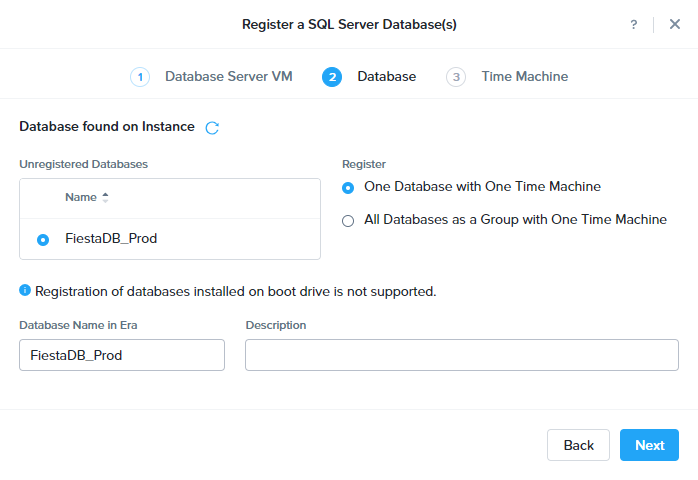 Register a SQL Server Database(s)
?
1 Database Server VM 2 Database 3 Time Machine
Database found on Instance
Unregistered Databases
Name
FiestaDB_Prod
Register
One Database with One Time Machine
All Databases as a Group with One Time Machine
Registration of databases installed on boot drive is not supported.
Database Name in Era
FiestaDB_Prod
Description
Back
Next